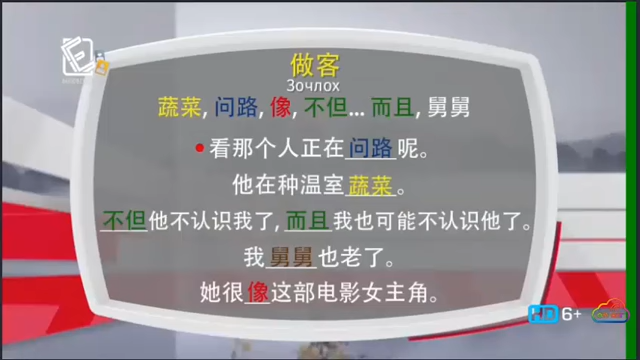 做客
Зочлох
蔬菜, 问路, 像, 不但... 而且, 舅舅
• 看那个人正在 问路 呢。
他在种温室 蔬菜 。
不但 他不认识我了, 而且 我也可能不认识他了。
我 舅舅 也老了。
她很 像 这部电影女主角。
HD 6+